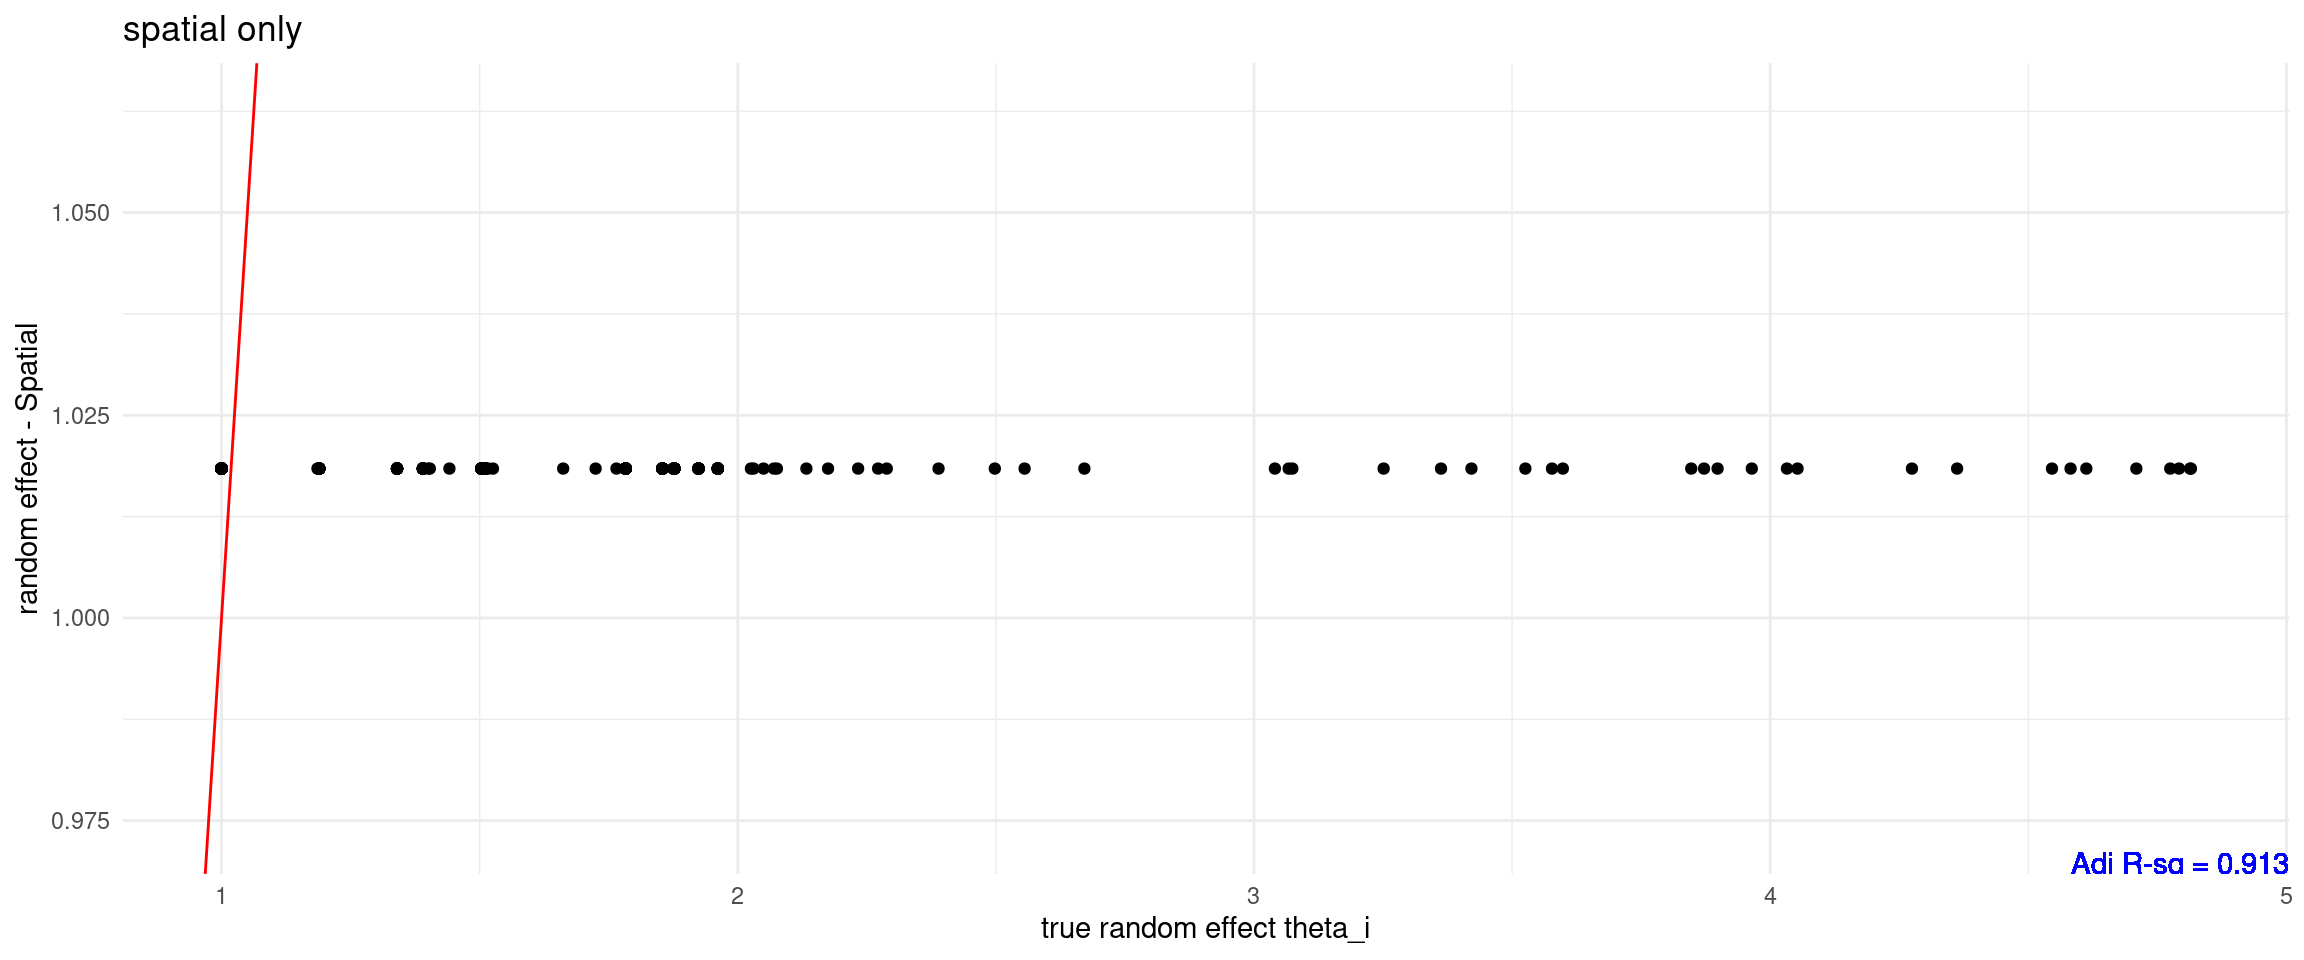 spatial only
random effect - Spatial
1.050
1.025
1.000
0.975
Adj R-sq = 0.913
1 2 3 4 5
true random effect theta_i